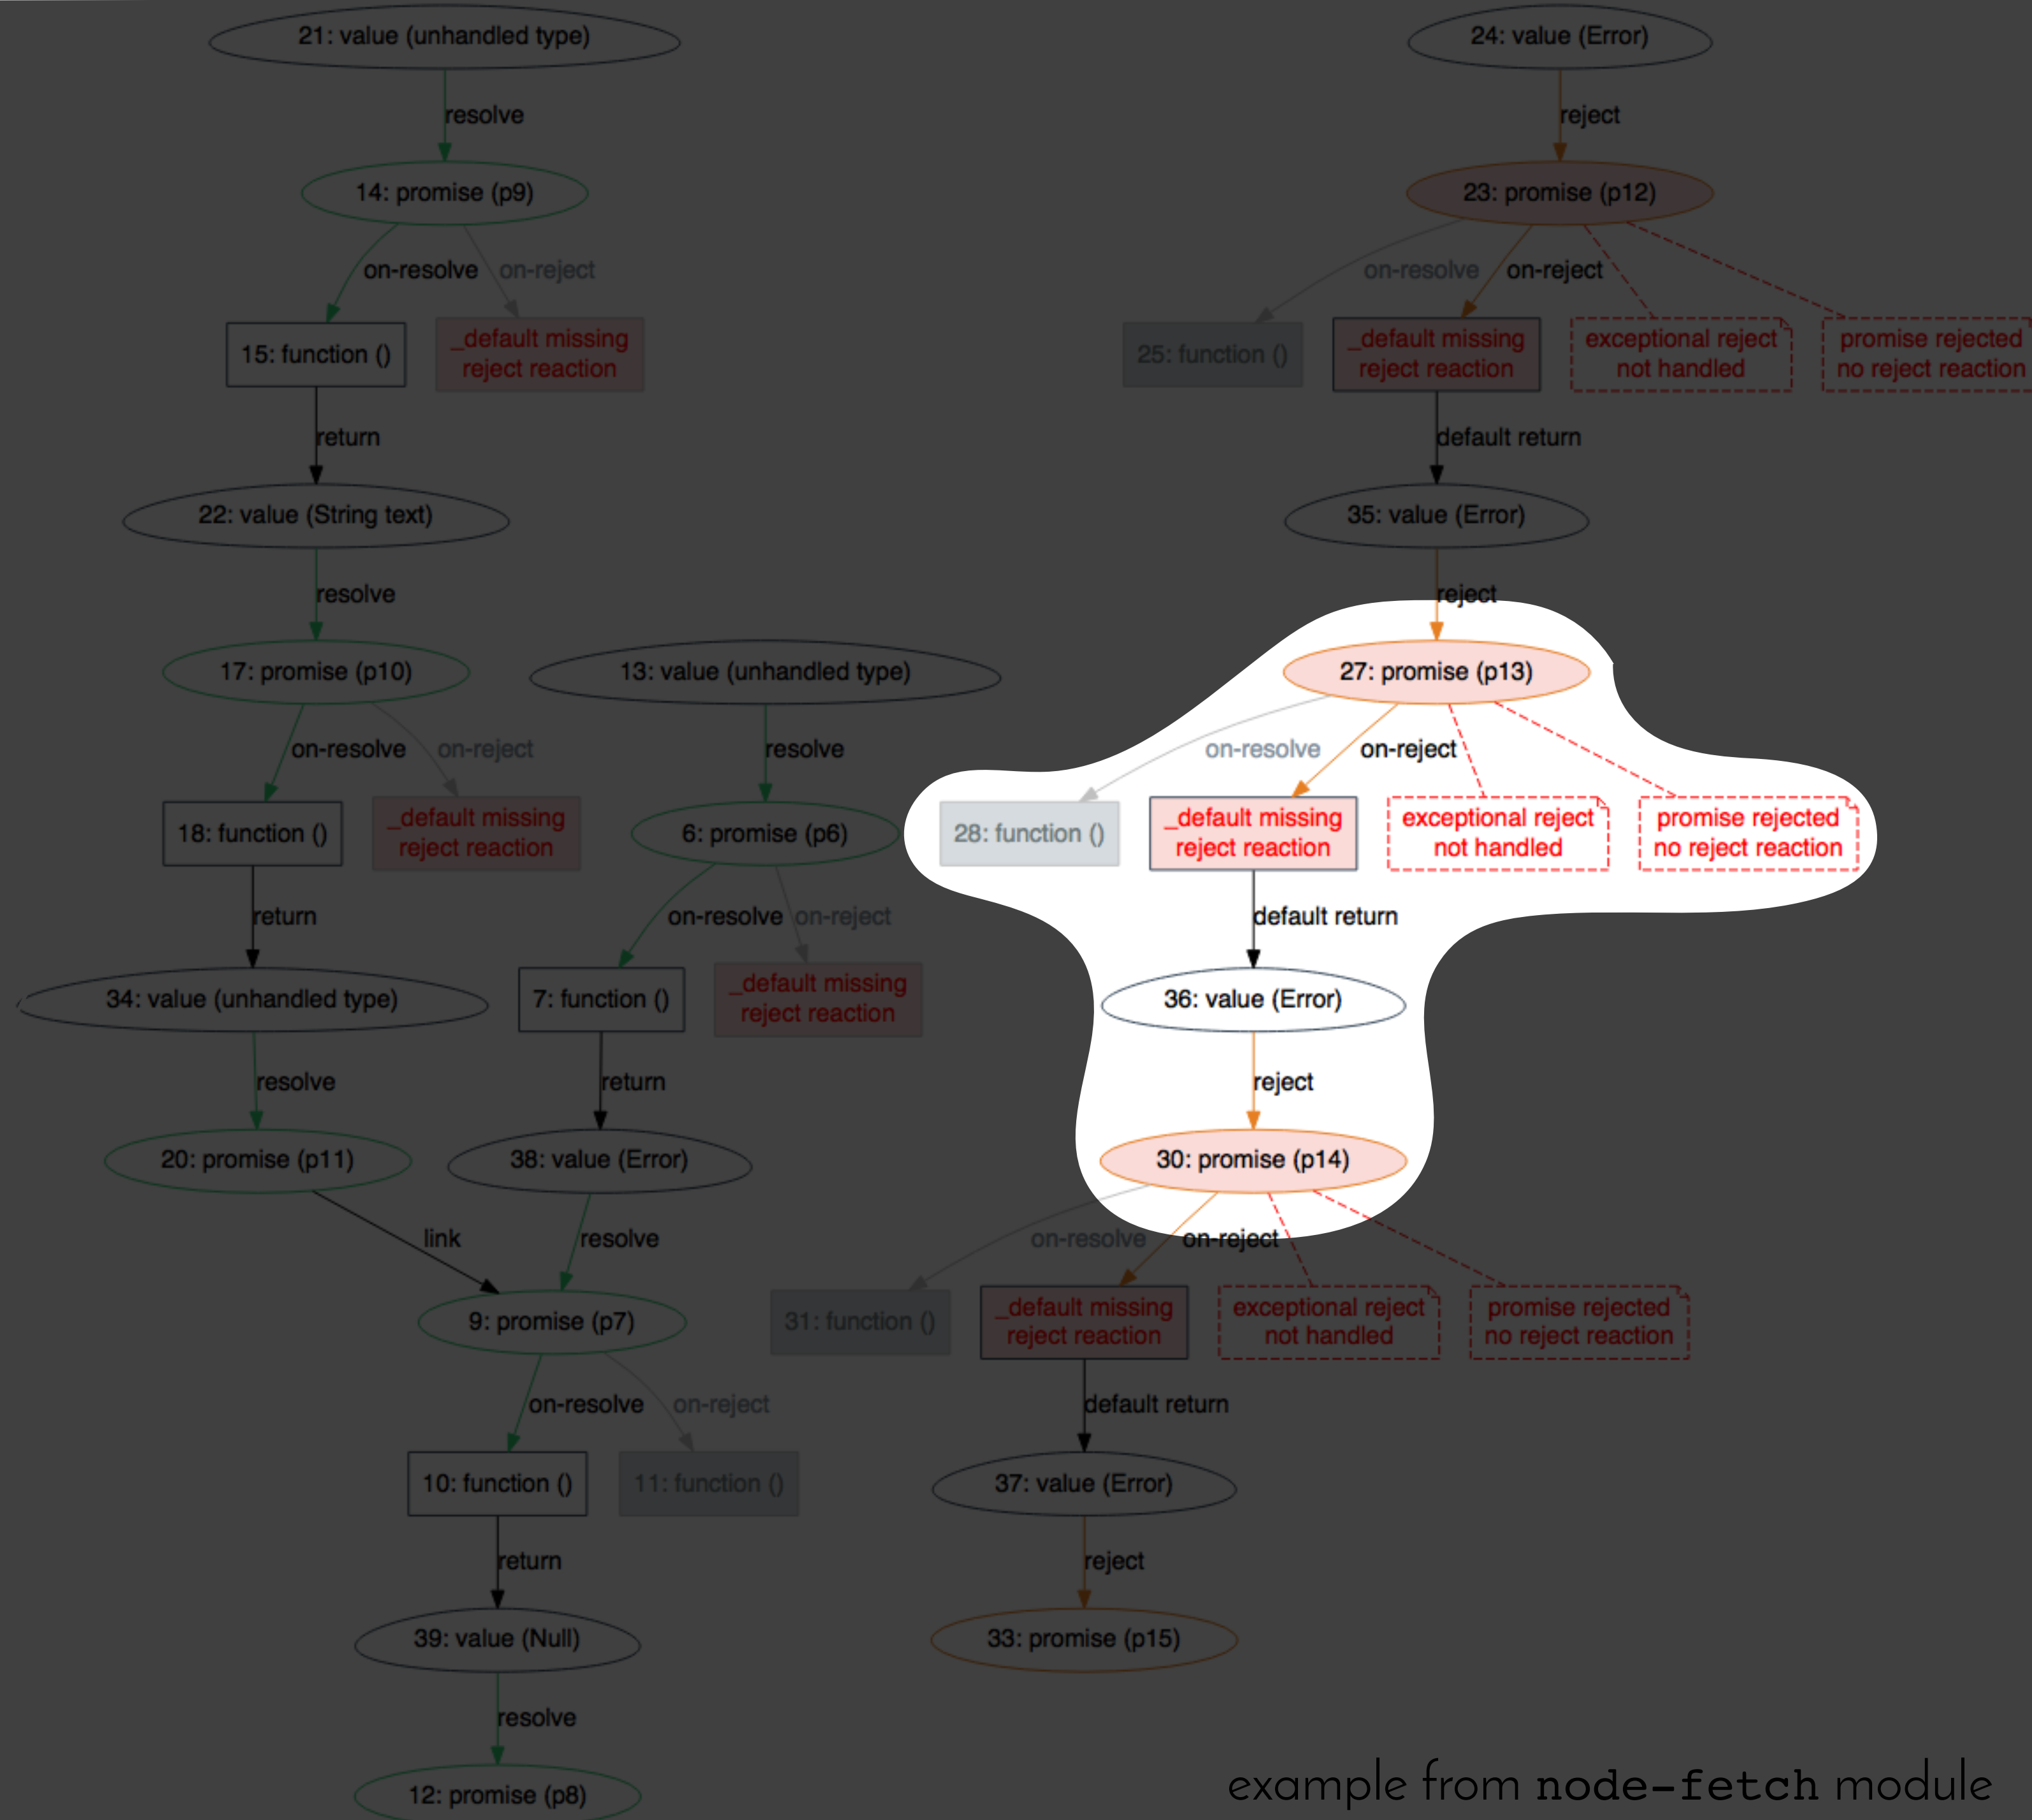 21: value (unhandled type)
24: value (Error)
resolve
reject
14: promise (p9)
23: promise (p12)
on-resolve
on-reject
on-resolve
on-reject
15: function ()
_default missing
reject reaction
25: function ()
_default missing
reject reaction
exceptional reject
not handled
promise rejected
no reject reaction
return
default return
22: value (String text)
35: value (Error)
resolve
reject
17: promise (p10)
13: value (unhandled type)
27: promise (p13)
on-resolve
on-reject
resolve
on-resolve
on-reject
18: function ()
_default missing
reject reaction
6: promise (p6)
28: function ()
_default missing
reject reaction
exceptional reject
not handled
promise rejected
no reject reaction
return
on-resolve
on-reject
default return
34: value (unhandled type)
7: function ()
_default missing
reject reaction
36: value (Error)
resolve
return
reject
20: promise (p11)
38: value (Error)
30: promise (p14)
link
resolve
on-resolve
on-reject
9: promise (p7)
31: function ()
_default missing
reject reaction
exceptional reject
not handled
promise rejected
no reject reaction
on-resolve
on-reject
default return
10: function ()
11: function ()
37: value (Error)
return
reject
39: value (Null)
33: promise (p15)
resolve
12: promise (p8)
example from node-fetch module